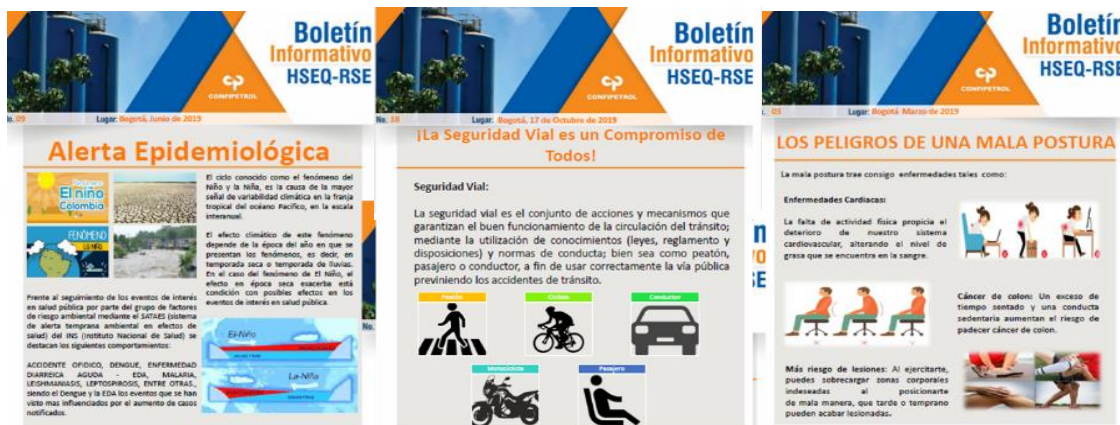 Boletín
Informativo
HSEQ-RSE
CONFIPETROL
09
Lugar: Bogotá, Junio de 2019
Alerta Epidemiológica
El niño
Colombia
FENÓMENO
El ciclo conocido como el fenómeno del
Niño y la Niña, es la causa de la mayor
señal de variabilidad climática en la franja
tropical del océano Pacífico, en la escala
interanual.
El efecto climático de este fenómeno
depende de la época del año en que se
presentan los fenómenos, es decir, en
temporada seca o temporada de lluvias.
En el caso del fenómeno de El Niño, el
efecto en época seca exacerba está
condición con posibles efectos en los
eventos de interés en salud pública.
Frente al seguimiento de los eventos de interés
en salud pública por parte del grupo de factores
de riesgo ambiental mediante el SATAES (sistema
de alerta temprana ambiental en efectos de
salud) del INS (Instituto Nacional de Salud) se
destacan los siguientes comportamientos:
ACCIDENTE OFIDICO, DENGUE, ENFERMEDAD
DIARREICA AGUDA - EDA, MALARIA,
LEISHMANIASIS, LEPTOSPIROSIS, ENTRE OTRAS.,
siendo el Dengue y la EDA los eventos que se han
visto mas influenciados por el aumento de casos
notificados.
El-Niño
La-Niña
No.
Boletín
Informativo
HSEQ-RSE
CONFIPETROL
No. 10
Lugar: Bogotá, 17 de Octubre de 2019
¡La Seguridad Vial es un Compromiso de
Todos!
Seguridad Vial:
La seguridad vial es el conjunto de acciones y mecanismos que
garantizan el buen funcionamiento de la circulación del tránsito;
mediante la utilización de conocimientos (leyes, reglamento y
disposiciones) y normas de conducta; bien sea como peatón,
pasajero o conductor, a fin de usar correctamente la vía pública
previniendo los accidentes de tránsito.
Peatón
Ciclista
Conductor
Motociclista
Pasajero
Boletín
Informativo
HSEQ-RSE
CONFIPETROL
03
Lugar: Bogotá Marzo de 2019
LOS PELIGROS DE UNA MALA POSTURA
La mala postura trae consigo enfermedades tales como:
Enfermedades Cardiacas:
La falta de actividad física propicia el
deterioro de nuestro sistema
cardiovascular, alterando el nivel de
grasa que se encuentra en la sangre.
Cáncer de colon: Un exceso de
tiempo sentado y una conducta
sedentaria aumentan el riesgo de
padecer cáncer de colon.
Más riesgo de lesiones: Al ejercitarte,
puedes sobrecargar zonas corporales
indeseadas al posicionarte
de mala manera, que tarde o temprano
pueden acabar lesionadas.